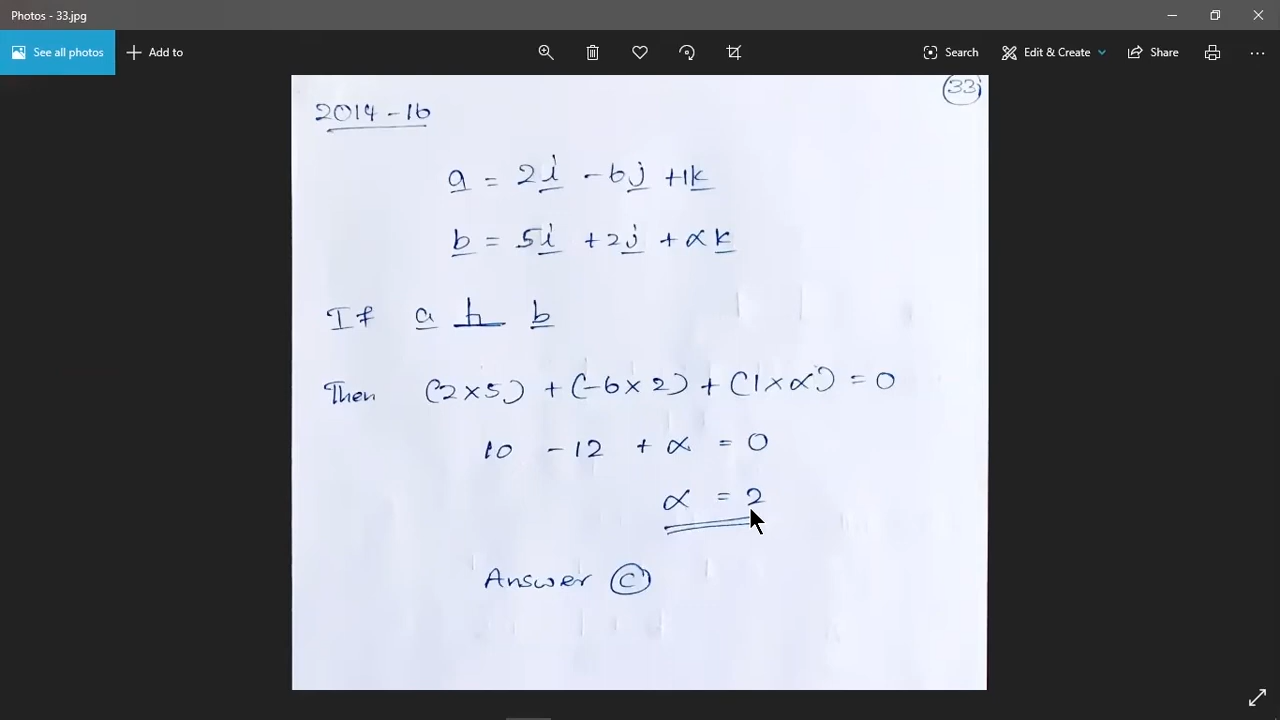 Photos - 33.jpg
See all photos
Add to
Search
Edit & Create
Share
33
2014 - 16
a = 2i - 6j + 1k
b = 5i + 2j + αk
If a ⊥ b
Then (2×5) + (-6×2) + (1×α) = 0
10 - 12 + α = 0
α = 2
Answer C